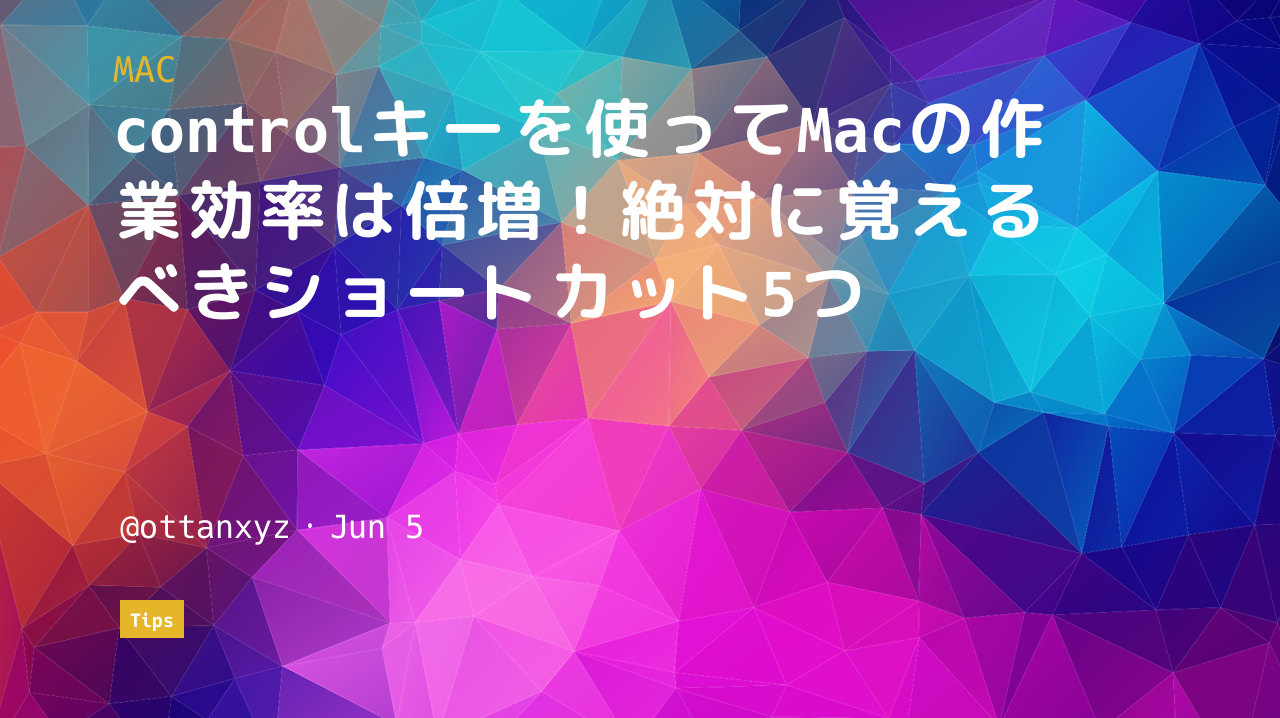 MAC
controlキーを使ってMacの作
業効率は倍増！絶対に覚える
べきショートカット5つ
@ottanxyz · Jun 5
Tips